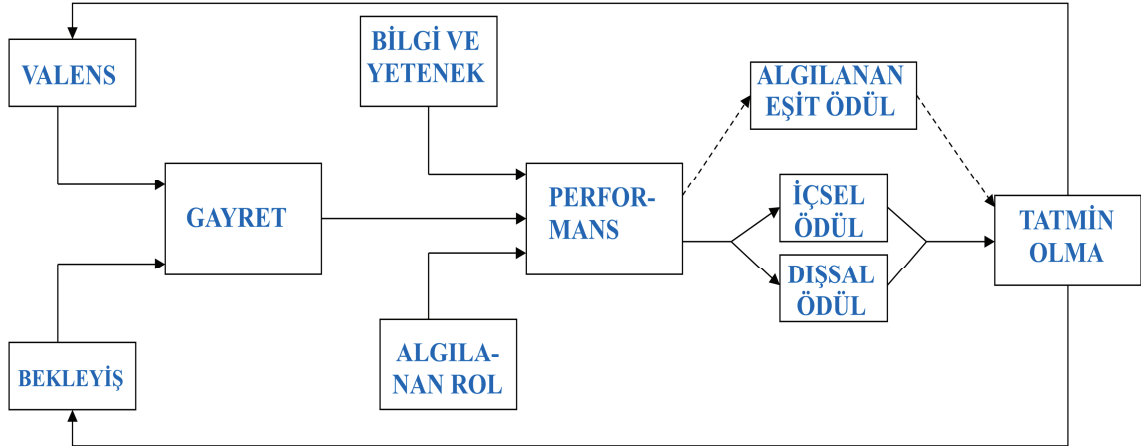 VALENS
BİLGİ VE
YETENEK
ALGILANAN
EŞİT ÖDÜL
GAYRET
PERFOR-
MANS
İÇSEL
ÖDÜL
DIŞSAL
ÖDÜL
TATMİN
OLMA
BEKLEYİŞ
ALGILA-
NAN ROL